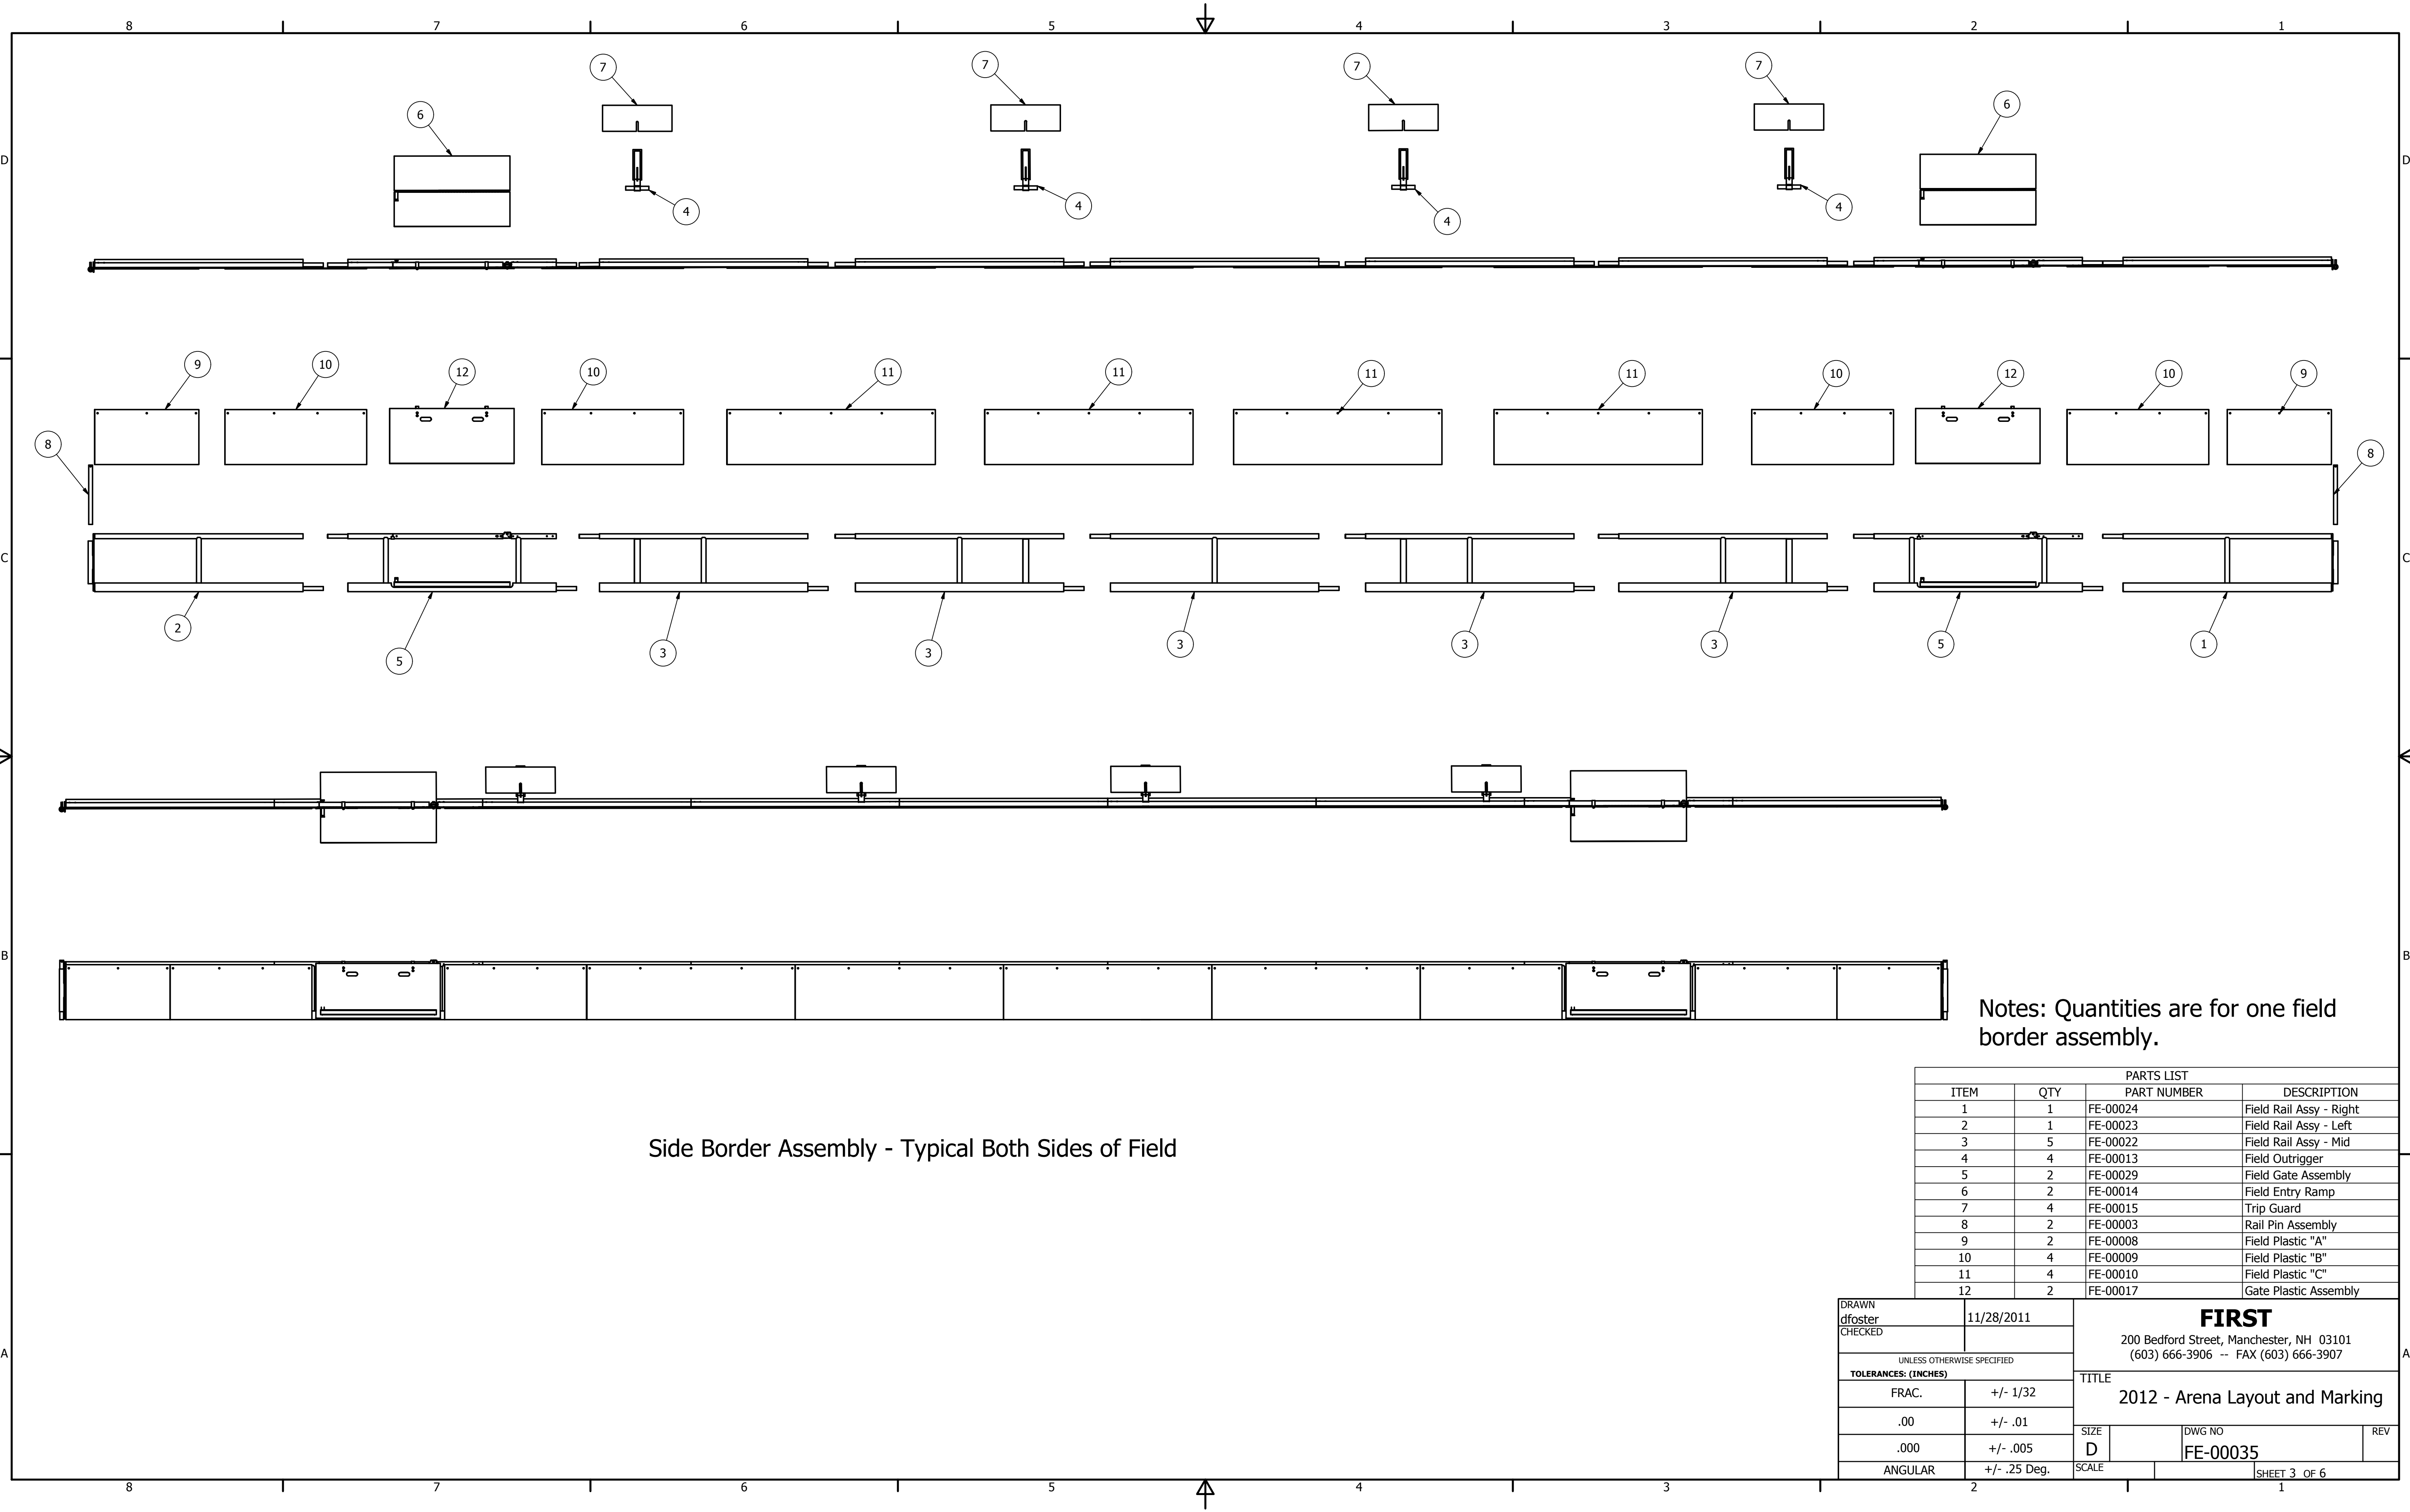 8 7 6 5 4 3 2 1
7 7 7 7
6 6
D D
4 4 4 4
9 10 12 10 11 11 11 11 10 12 10 9
8 8
C C
2 5 3 3 3 3 3 5 1
B B
Notes: Quantities are for one field
border assembly.
Side Border Assembly - Typical Both Sides of Field
PARTS LIST
ITEM QTY PART NUMBER DESCRIPTION
1 1 FE-00024 Field Rail Assy - Right
2 1 FE-00023 Field Rail Assy - Left
3 5 FE-00022 Field Rail Assy - Mid
4 4 FE-00013 Field Outrigger
5 2 FE-00029 Field Gate Assembly
6 2 FE-00014 Field Entry Ramp
7 4 FE-00015 Trip Guard
8 2 FE-00003 Rail Pin Assembly
9 2 FE-00008 Field Plastic "A"
10 4 FE-00009 Field Plastic "B"
11 4 FE-00010 Field Plastic "C"
12 2 FE-00017 Gate Plastic Assembly
DRAWN
dfoster 11/28/2011
CHECKED
UNLESS OTHERWISE SPECIFIED
TOLERANCES: (INCHES)
FRAC. +/- 1/32
.00 +/- .01
.000 +/- .005
ANGULAR +/- .25 Deg.
FIRST
200 Bedford Street, Manchester, NH 03101
(603) 666-3906 -- FAX (603) 666-3907
TITLE
2012 - Arena Layout and Marking
SIZE DWG NO REV
D FE-00035
SCALE SHEET 3 OF 6
A A
8 7 6 5 4 3 2 1